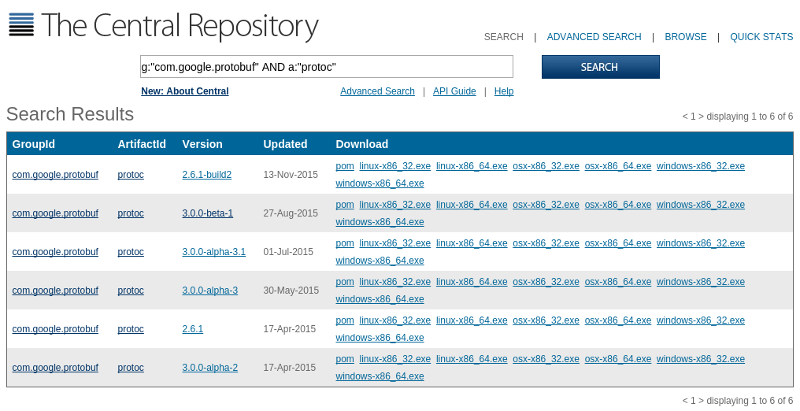 The Central Repository
SEARCH | ADVANCED SEARCH | BROWSE | QUICK STATS
g:"com.google.protobuf" AND a:"protoc"
SEARCH
New: About Central
Advanced Search | API Guide | Help
Search Results
< 1 > displaying 1 to 6 of 6
GroupId ArtifactId Version Updated Download
com.google.protobuf protoc 2.6.1-build2 13-Nov-2015 pom linux-x86_32.exe linux-x86_64.exe osx-x86_32.exe osx-x86_64.exe windows-x86_32.exe
windows-x86_64.exe
com.google.protobuf protoc 3.0.0-beta-1 27-Aug-2015 pom linux-x86_32.exe linux-x86_64.exe osx-x86_32.exe osx-x86_64.exe windows-x86_32.exe
windows-x86_64.exe
com.google.protobuf protoc 3.0.0-alpha-3.1 01-Jul-2015 pom linux-x86_32.exe linux-x86_64.exe osx-x86_32.exe osx-x86_64.exe windows-x86_32.exe
windows-x86_64.exe
com.google.protobuf protoc 3.0.0-alpha-3 30-May-2015 pom linux-x86_32.exe linux-x86_64.exe osx-x86_32.exe osx-x86_64.exe windows-x86_32.exe
windows-x86_64.exe
com.google.protobuf protoc 2.6.1 17-Apr-2015 pom linux-x86_32.exe linux-x86_64.exe osx-x86_32.exe osx-x86_64.exe windows-x86_32.exe
windows-x86_64.exe
com.google.protobuf protoc 3.0.0-alpha-2 17-Apr-2015 pom linux-x86_32.exe linux-x86_64.exe osx-x86_32.exe osx-x86_64.exe windows-x86_32.exe
windows-x86_64.exe
< 1 > displaying 1 to 6 of 6